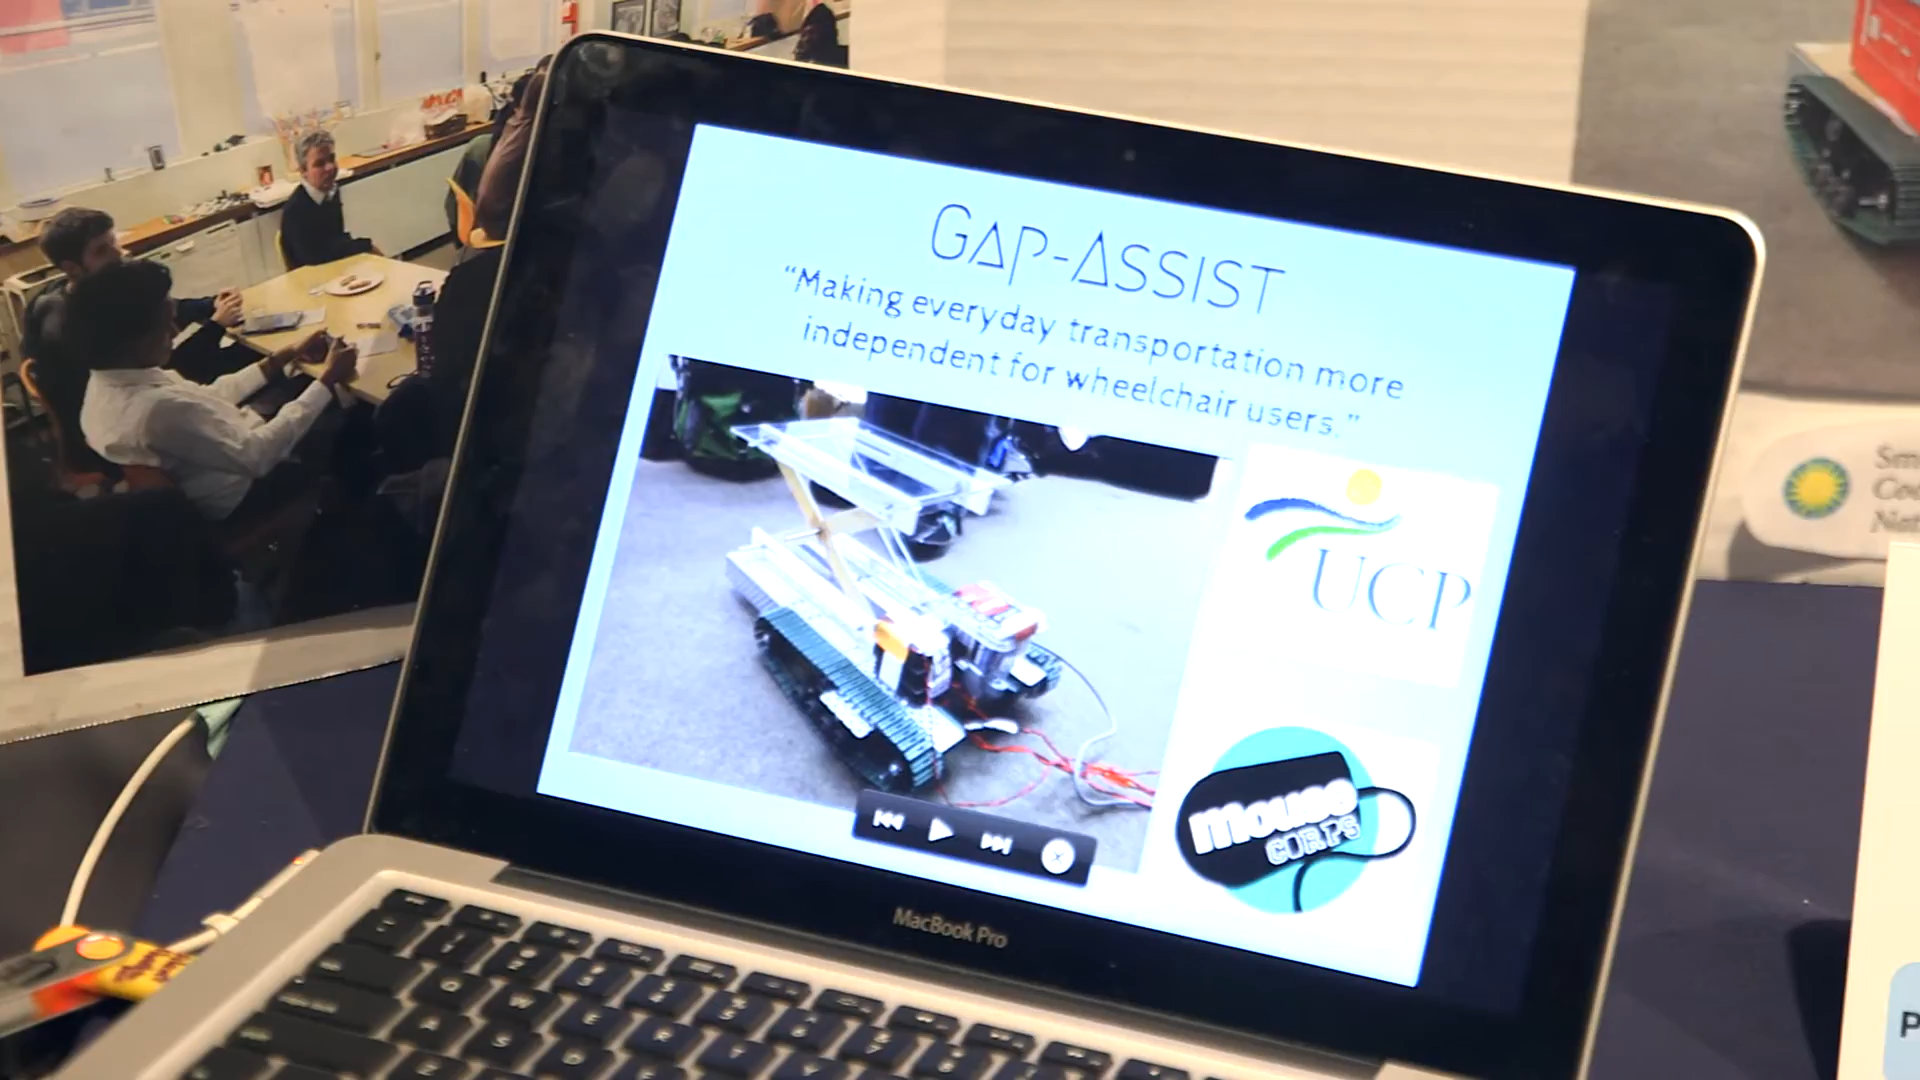 GAP-ASSIST
“Making everyday transportation more
independent for wheelchair users.”
UCP
mouse
CORPS
MacBook Pro